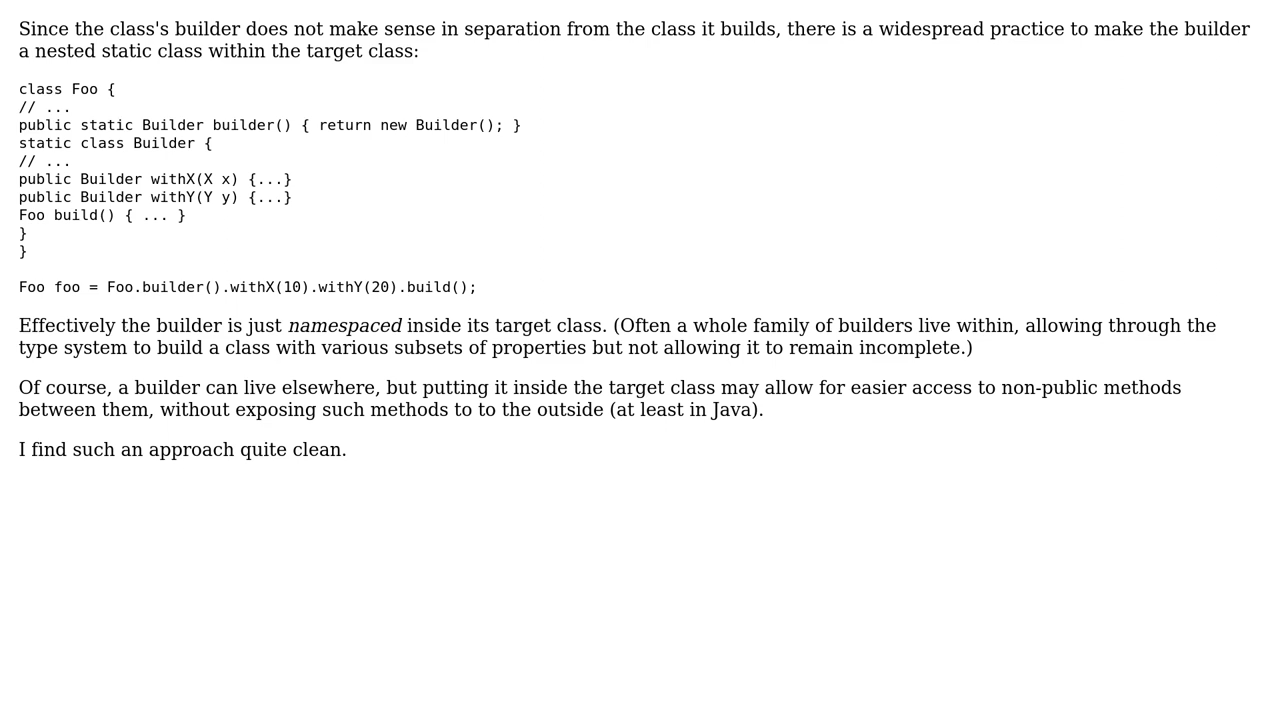 Since the class's builder does not make sense in separation from the class it builds, there is a widespread practice to make the builder
a nested static class within the target class:
class Foo {
// ...
public static Builder builder() { return new Builder(); }
static class Builder {
// ...
public Builder withX(X x) {...}
public Builder withY(Y y) {...}
Foo build() { ... }
}
}
Foo foo = Foo.builder().withX(10).withY(20).build();
Effectively the builder is just namespaced inside its target class. (Often a whole family of builders live within, allowing through the
type system to build a class with various subsets of properties but not allowing it to remain incomplete.)
Of course, a builder can live elsewhere, but putting it inside the target class may allow for easier access to non-public methods
between them, without exposing such methods to to the outside (at least in Java).
I find such an approach quite clean.